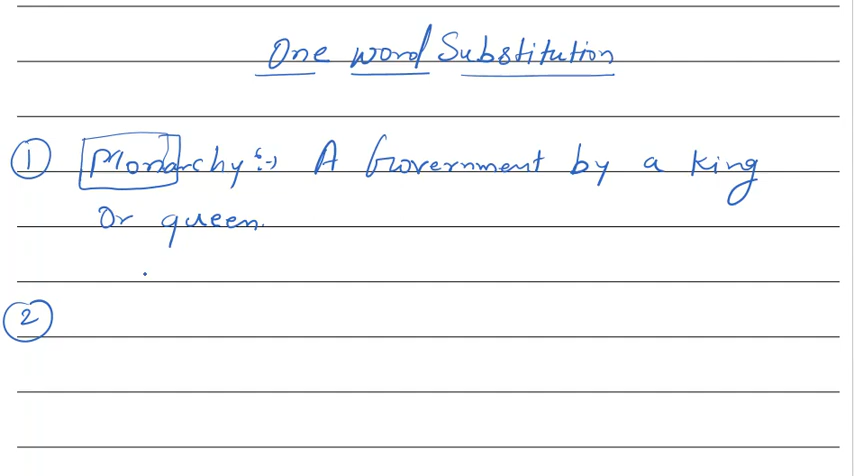 One word Substitution
① Monarchy :-) A Government by a king
Or queen.
②